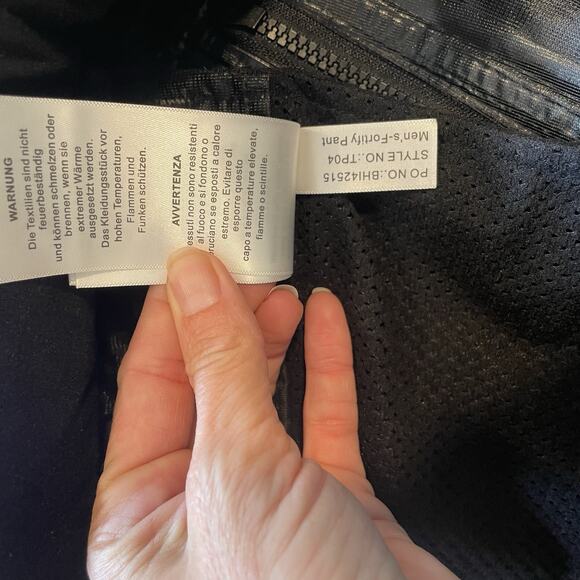 WARNUNG
Die Textilien sind nicht
feuerbeständig
und können schmelzen oder
brennen, wenn sie
extremer Wärme
ausgesetzt werden.
Das Kleidungsstück vor
hohen Temperaturen,
Flammen und
Funken schützen.
AVVERTENZA
essuti non sono resistenti
al fuoco e si fondono o
bruciano se esposti a calore
estremo. Evitare di
esporre questo
capo a temperature elevate,
fiamme o scintille.
PO NO.:BHI42515
STYLE NO.:TP04
Men's-Fortify Pant